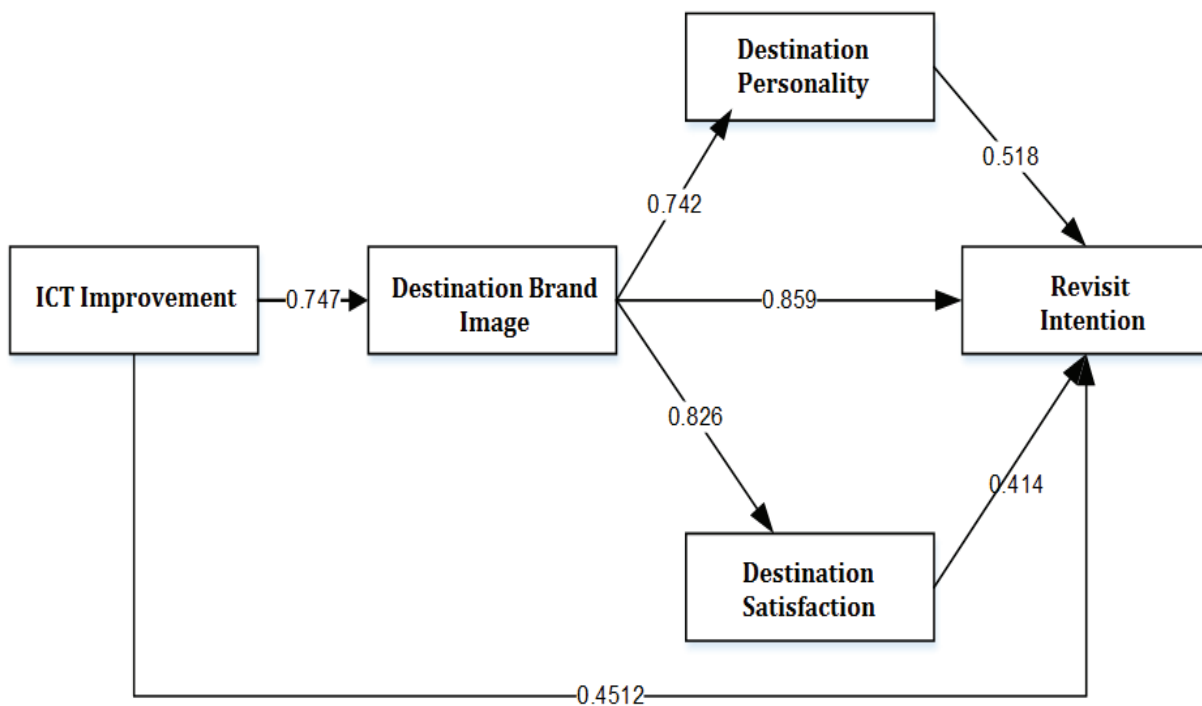 Destination
Personality
0.518
0.742
ICT Improvement
0.747
Destination Brand
Image
0.859
Revisit
Intention
0.826
0.414
Destination
Satisfaction
0.4512